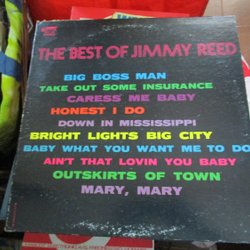 THE BEST OF JIMMY REED
BIG BOSS MAN
TAKE OUT SOME INSURANCE
CARESS ME BABY
HONEST I DO
DOWN IN MISSISSIPPI
BRIGHT LIGHTS BIG CITY
BABY WHAT YOU WANT ME TO DO
AIN'T THAT LOVIN YOU BABY
OUTSKIRTS OF TOWN
MARY, MARY